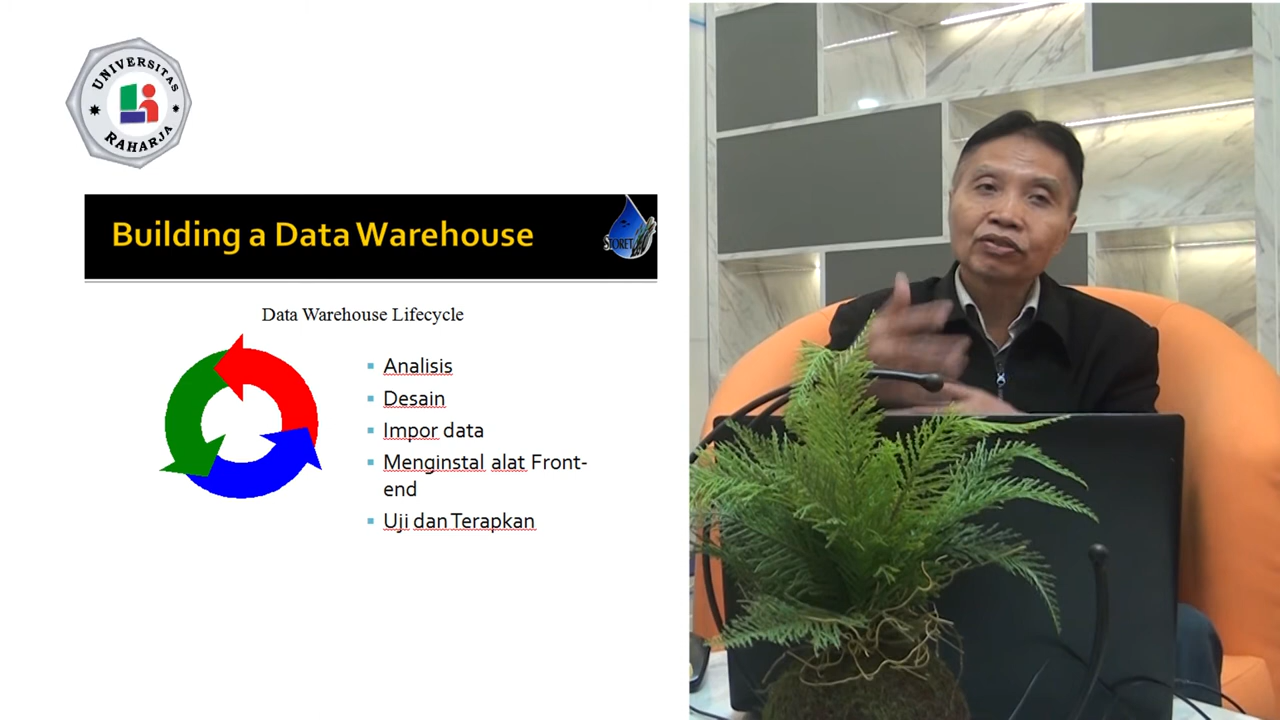 UNIVERSITAS
RAHARJA
Building a Data Warehouse
STORET
Data Warehouse Lifecycle
Analisis
Desain
Impor data
Menginstal alat Front-
end
Uji dan Terapkan